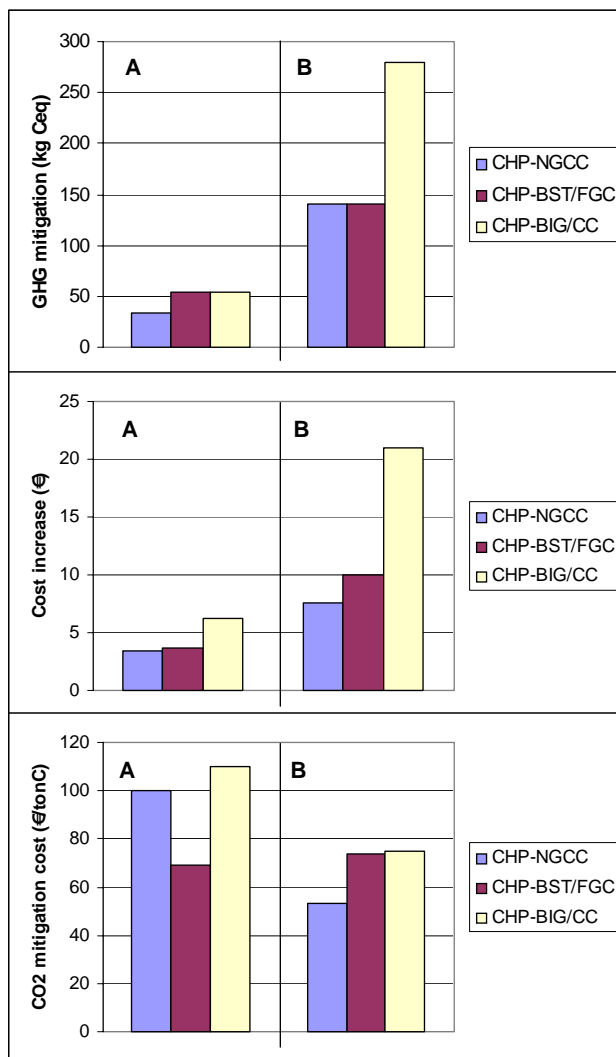 GHG mitigation (kg Ceq)
300
250
200
150
100
50
0
A
B
CHP-NGCC
CHP-BST/FGC
CHP-BIG/CC
Cost increase (€)
25
20
15
10
5
0
A
B
CHP-NGCC
CHP-BST/FGC
CHP-BIG/CC
CO2 mitigation cost (€/tonC)
120
100
80
60
40
20
0
A
B
CHP-NGCC
CHP-BST/FGC
CHP-BIG/CC